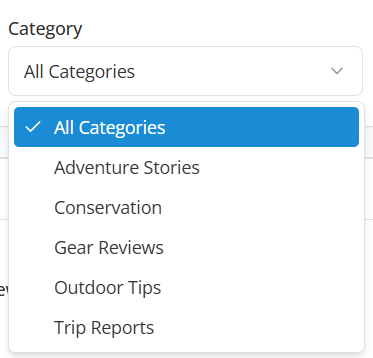 Category
All Categories
All Categories
Adventure Stories
Conservation
Gear Reviews
Outdoor Tips
Trip Reports